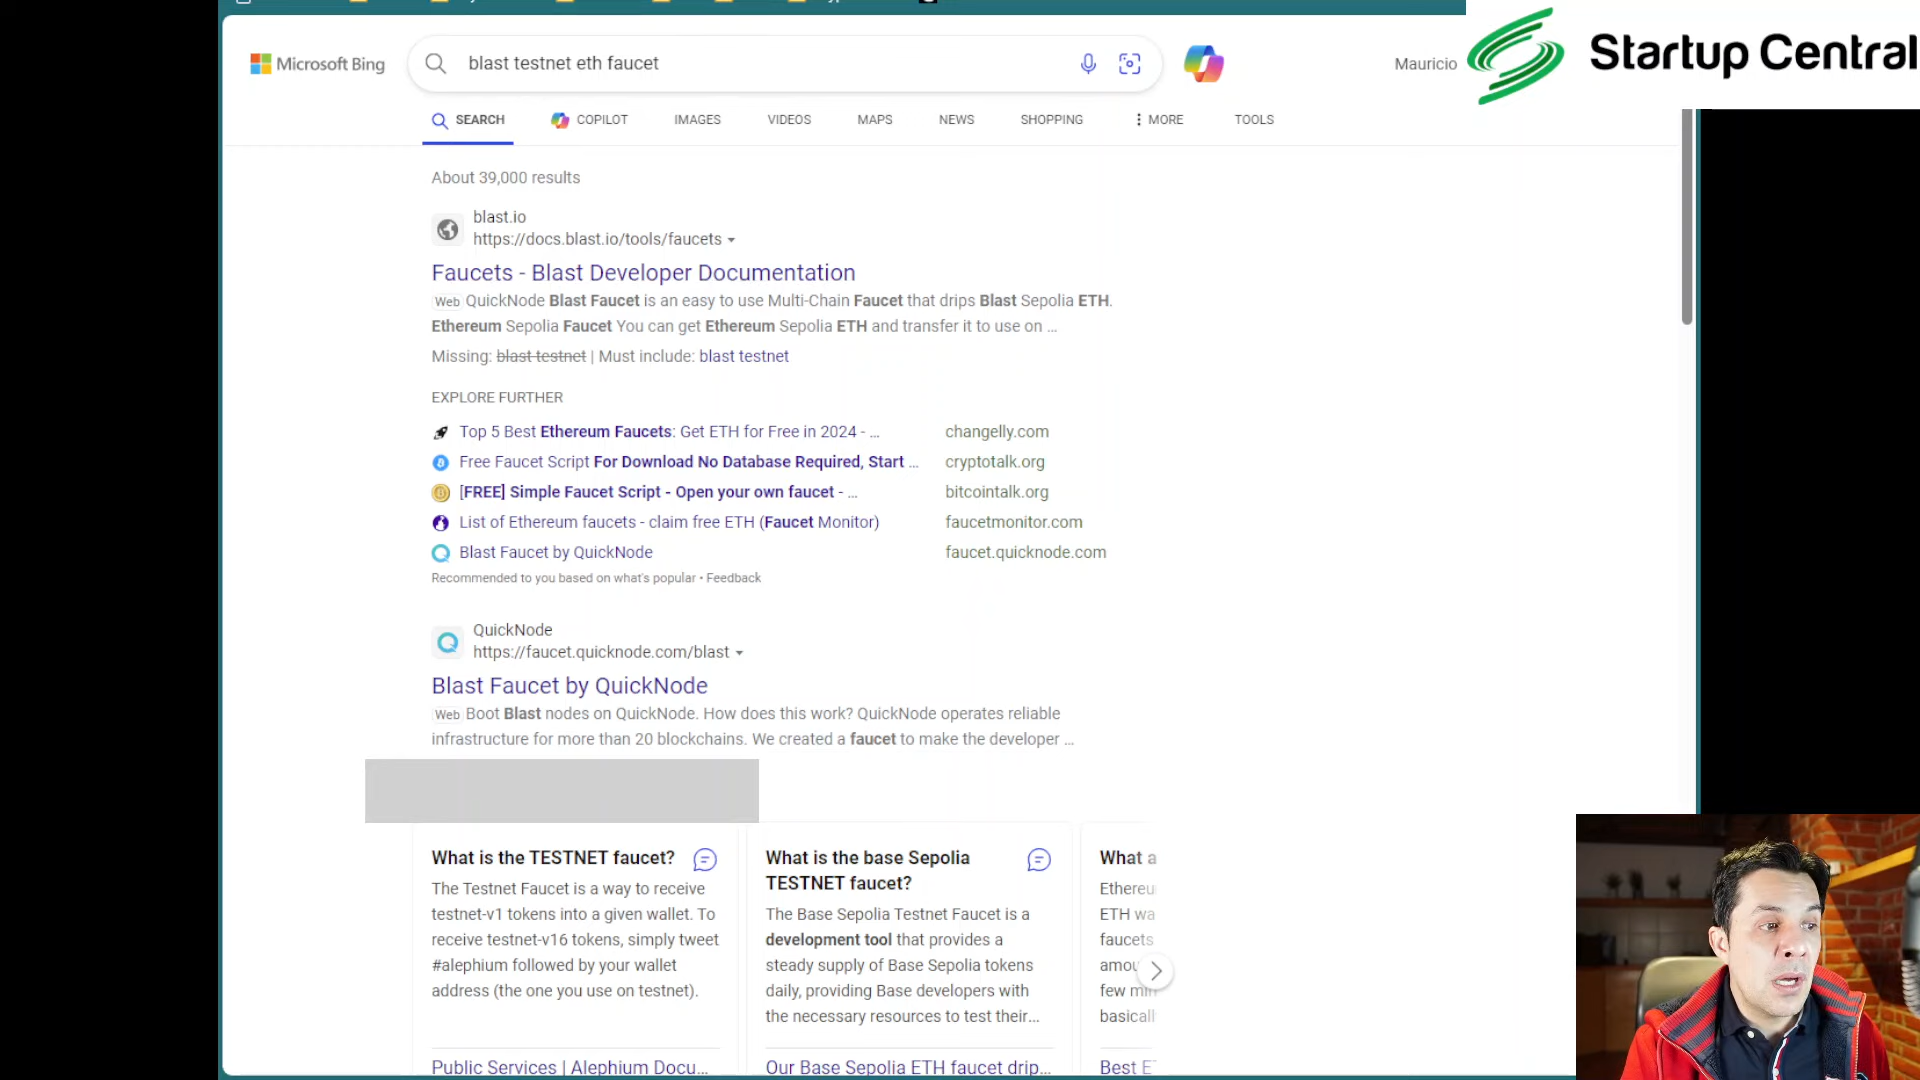 Microsoft Bing
blast testnet eth faucet
Mauricio
Startup Central
SEARCH
COPILOT
IMAGES
VIDEOS
MAPS
NEWS
SHOPPING
MORE
TOOLS
About 39,000 results
blast.io
https://docs.blast.io/tools/faucets
Faucets - Blast Developer Documentation
Web QuickNode Blast Faucet is an easy to use Multi-Chain Faucet that drips Blast Sepolia ETH.
Ethereum Sepolia Faucet You can get Ethereum Sepolia ETH and transfer it to use on ...
Missing: blast testnet | Must include: blast testnet
EXPLORE FURTHER
Top 5 Best Ethereum Faucets: Get ETH for Free in 2024 - ... changelly.com
Free Faucet Script For Download No Database Required, Start ... cryptotalk.org
[FREE] Simple Faucet Script - Open your own faucet - ... bitcointalk.org
List of Ethereum faucets - claim free ETH (Faucet Monitor) faucetmonitor.com
Blast Faucet by QuickNode faucet.quicknode.com
Recommended to you based on what's popular • Feedback
QuickNode
https://faucet.quicknode.com/blast
Blast Faucet by QuickNode
Web Boot Blast nodes on QuickNode. How does this work? QuickNode operates reliable
infrastructure for more than 20 blockchains. We created a faucet to make the developer ...
What is the TESTNET faucet?
The Testnet Faucet is a way to receive
testnet-v1 tokens into a given wallet. To
receive testnet-v16 tokens, simply tweet
#alephium followed by your wallet
address (the one you use on testnet).
Public Services | Alephium Docu...
What is the base Sepolia
TESTNET faucet?
The Base Sepolia Testnet Faucet is a
development tool that provides a
steady supply of Base Sepolia tokens
daily, providing Base developers with
the necessary resources to test their...
Our Base Sepolia ETH faucet drip...
What a
Ethereu
ETH wa
faucets
amou
few min
basicall
Best E